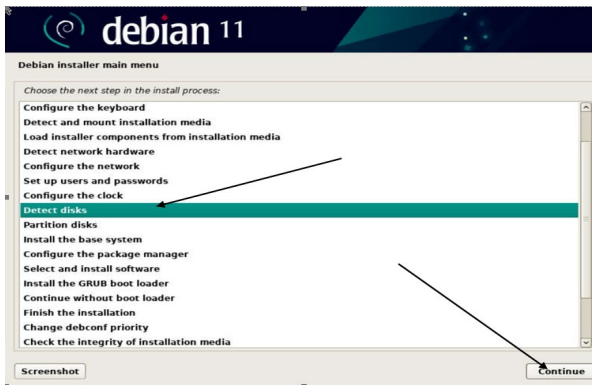 debian 11
Debian installer main menu
Choose the next step in the install process:
Configure the keyboard
Detect and mount installation media
Load installer components from installation media
Detect network hardware
Configure the network
Set up users and passwords
Configure the clock
Detect disks
Partition disks
Install the base system
Configure the package manager
Select and install software
Install the GRUB boot loader
Continue without boot loader
Finish the installation
Change debconf priority
Check the integrity of installation media
Screenshot
Continue